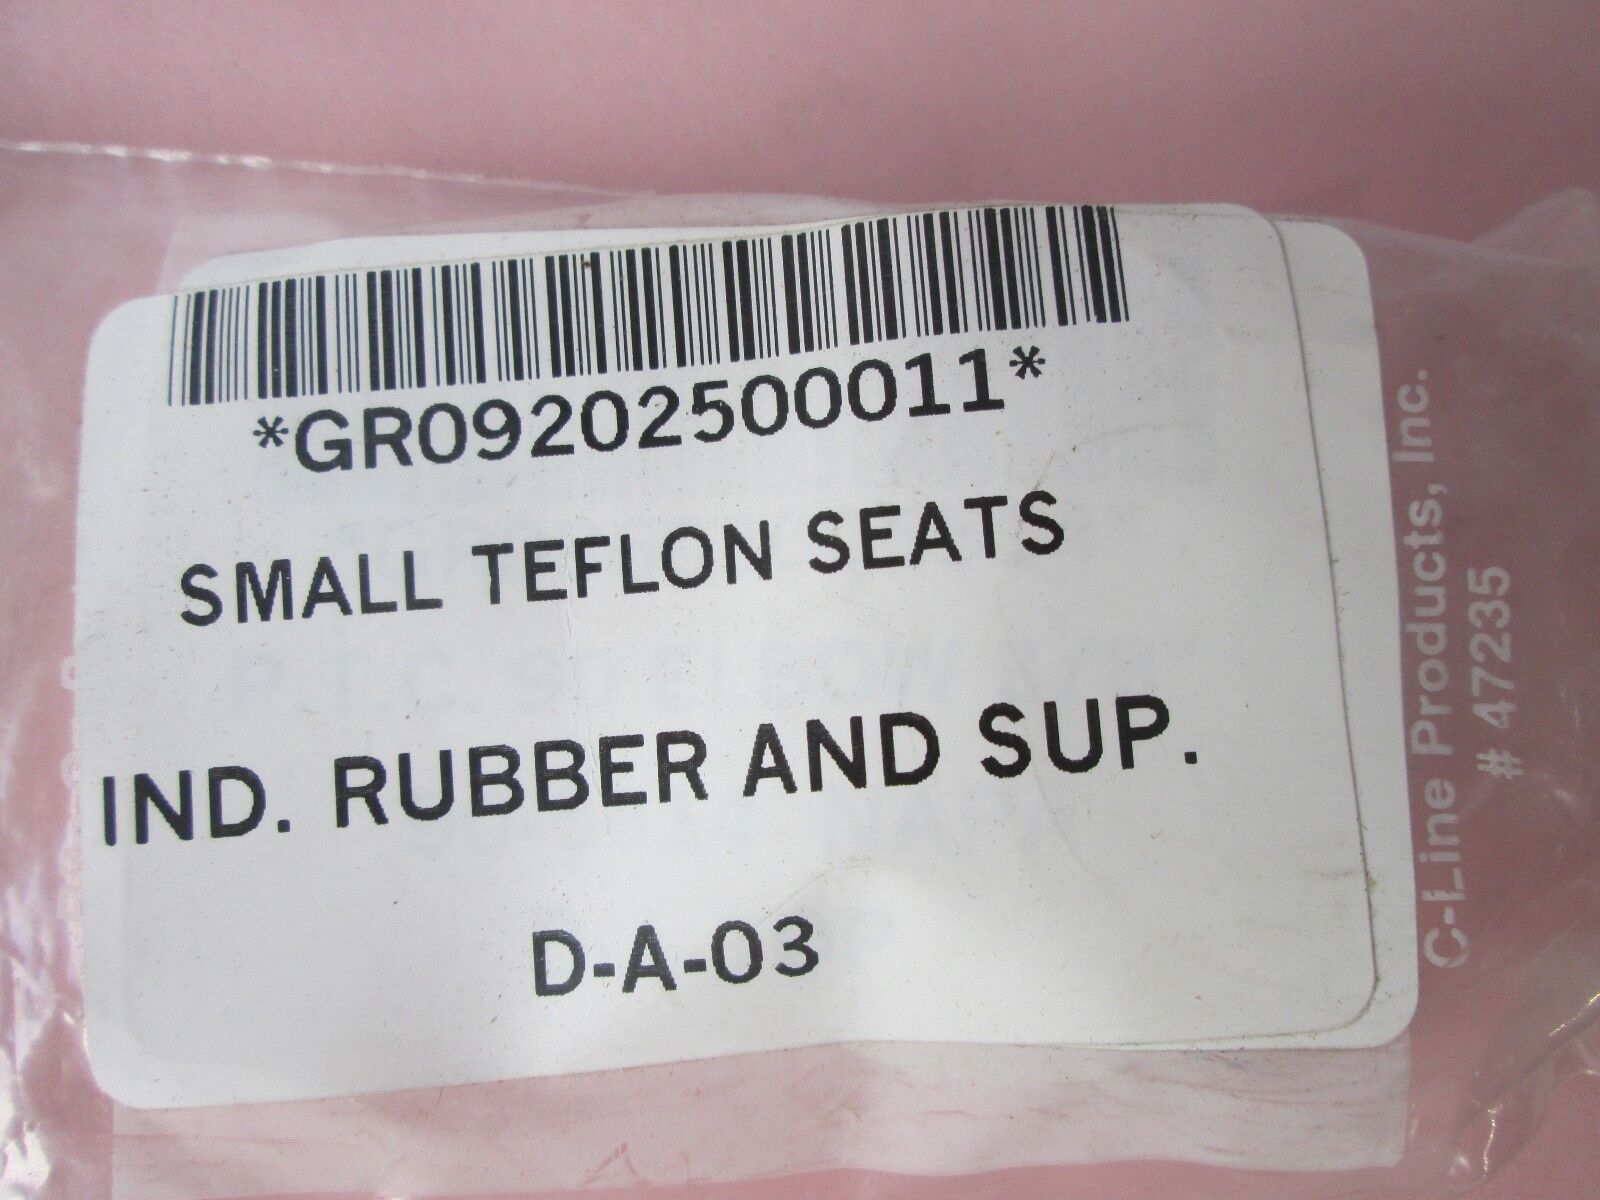 *GR09202500011*
SMALL TEFLON SEATS
IND. RUBBER AND SUP.
D-A-03
C-Line Products, Inc.
# 47235